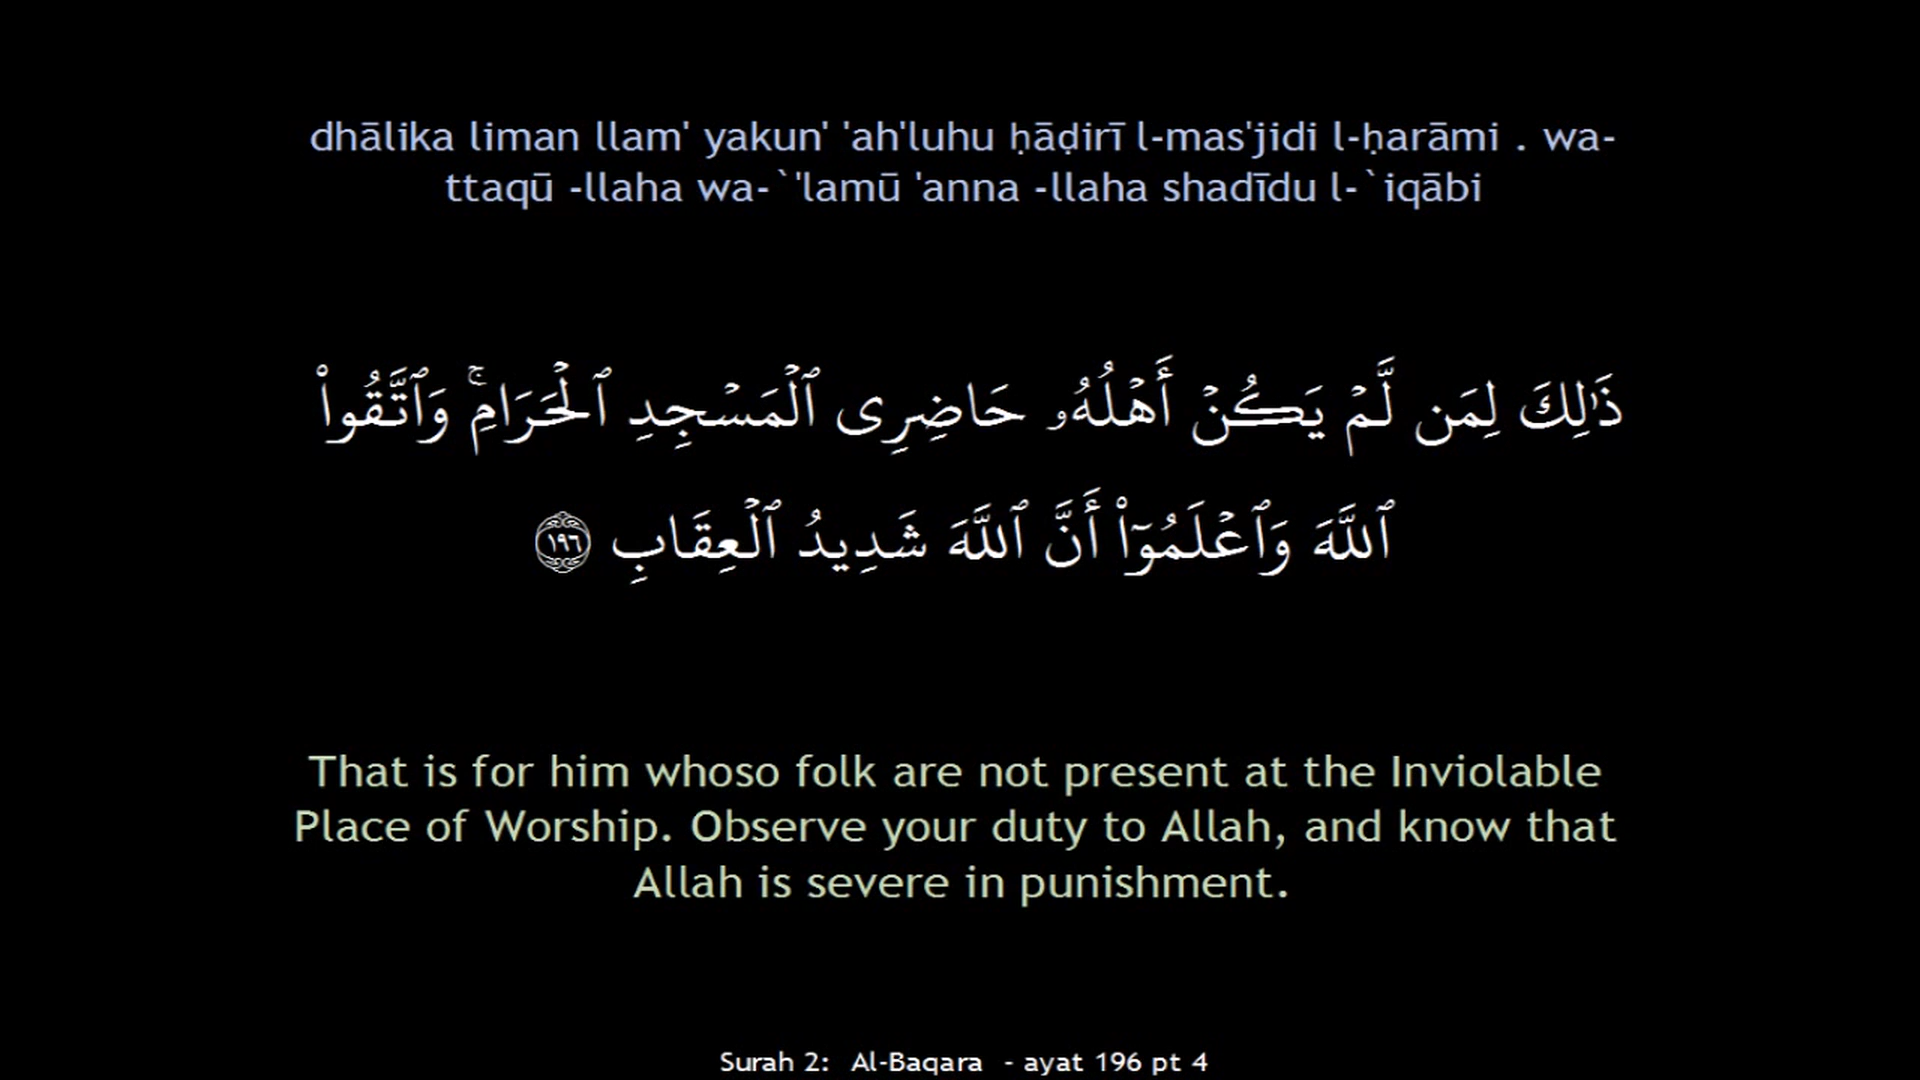 dhālika liman llam' yakun' 'ah'luhu ḥāḍirī l-mas'jidi l-ḥarāmi . wa-
ttaqū -llaha wa-`'lamū 'anna -llaha shadīdu l-`iqābi
ذَٰلِكَ لِمَن لَّمۡ يَكُنۡ أَهۡلُهُۥ حَاضِرِى ٱلۡمَسۡجِدِ ٱلۡحَرَامِۚ وَٱتَّقُوا۟
ٱللَّهَ وَٱعۡلَمُوٓا۟ أَنَّ ٱللَّهَ شَدِيدُ ٱلۡعِقَابِ ١٩٦
That is for him whoso folk are not present at the Inviolable
Place of Worship. Observe your duty to Allah, and know that
Allah is severe in punishment.
Surah 2: Al-Baqara - ayat 196 pt 4